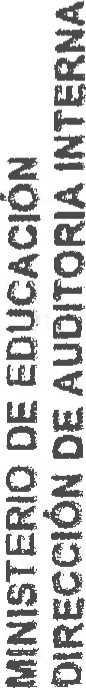 MINISTERIO DE EDUCACIÓN
DIRECCIÓN DE AUDITORIA INTERNA